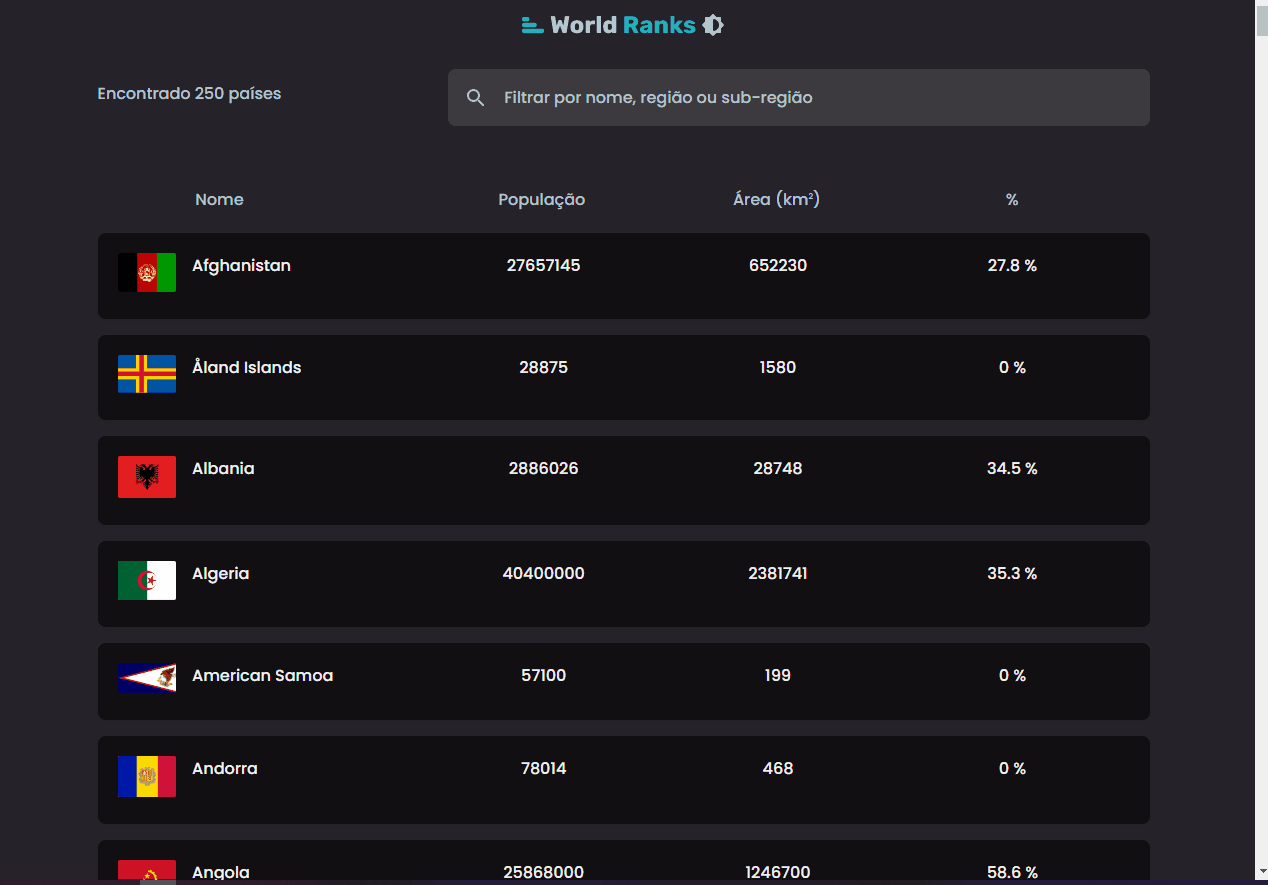 World Ranks
Encontrado 250 países
Filtrar por nome, região ou sub-região
Nome População Área (km²) %
Afghanistan 27657145 652230 27.8 %
Åland Islands 28875 1580 0 %
Albania 2886026 28748 34.5 %
Algeria 40400000 2381741 35.3 %
American Samoa 57100 199 0 %
Andorra 78014 468 0 %
Angola 25868000 1246700 58.6 %